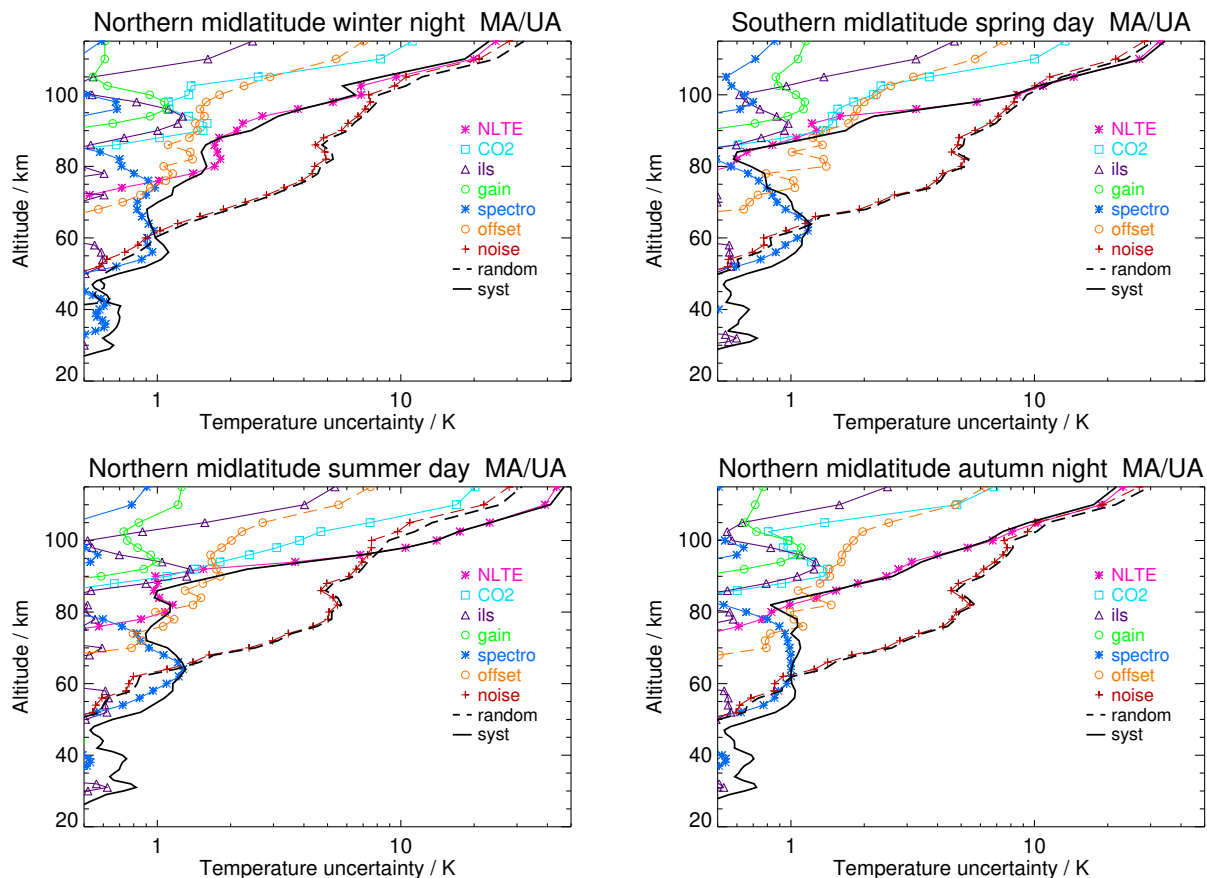 Northern midlatitude winter night MA/UA
Altitude / km
100
80
60
40
20
NLTE
CO2
ils
gain
spectro
offset
noise
random
syst
1 10
Temperature uncertainty / K
Southern midlatitude spring day MA/UA
Altitude / km
100
80
60
40
20
NLTE
CO2
ils
gain
spectro
offset
noise
random
syst
1 10
Temperature uncertainty / K
Northern midlatitude summer day MA/UA
Altitude / km
100
80
60
40
20
NLTE
CO2
ils
gain
spectro
offset
noise
random
syst
1 10
Temperature uncertainty / K
Northern midlatitude autumn night MA/UA
Altitude / km
100
80
60
40
20
NLTE
CO2
ils
gain
spectro
offset
noise
random
syst
1 10
Temperature uncertainty / K